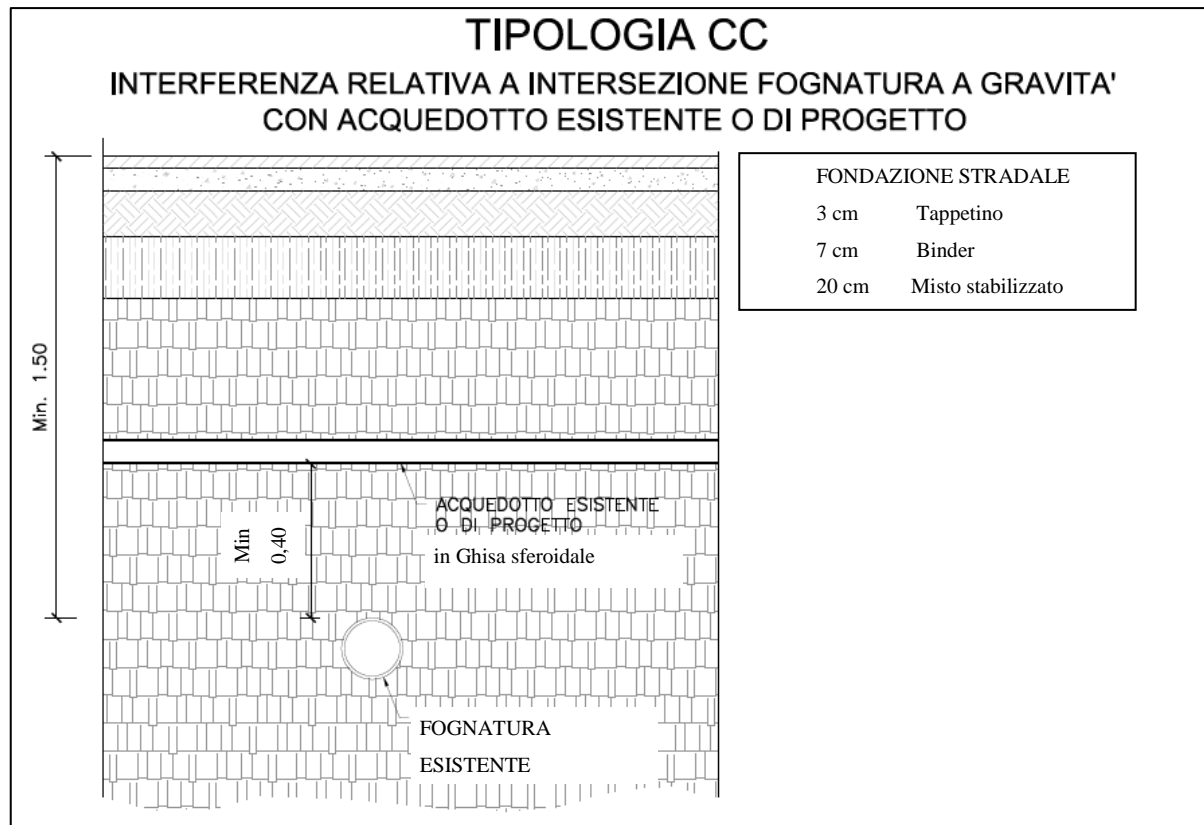 TIPOLOGIA CC
INTERFERENZA RELATIVA A INTERSEZIONE FOGNATURA A GRAVITA'
CON ACQUEDOTTO ESISTENTE O DI PROGETTO
FONDAZIONE STRADALE
3 cm Tappetino
7 cm Binder
20 cm Misto stabilizzato
Min. 1.50
ACQUEDOTTO ESISTENTE
O DI PROGETTO
in Ghisa sferoidale
Min
0,40
FOGNATURA
ESISTENTE